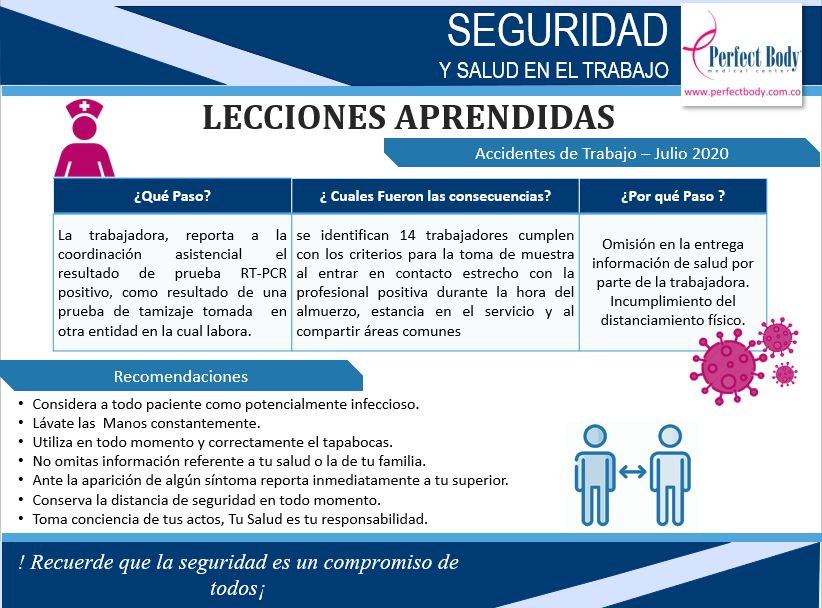 SEGURIDAD
Y SALUD EN EL TRABAJO
Perfect Body
medical center
www.perfectbody.com.co
LECCIONES APRENDIDAS
Accidentes de Trabajo – Julio 2020
¿Qué Paso?
La trabajadora, reporta a la
coordinación asistencial el
resultado de prueba RT-PCR
positivo, como resultado de una
prueba de tamizaje tomada en
otra entidad en la cual labora.
¿ Cuales Fueron las consecuencias?
se identifican 14 trabajadores cumplen
con los criterios para la toma de muestra
al entrar en contacto estrecho con la
profesional positiva durante la hora del
almuerzo, estancia en el servicio y al
compartir áreas comunes
¿Por qué Paso ?
Omisión en la entrega
información de salud por
parte de la trabajadora.
Incumplimiento del
distanciamiento físico.
Recomendaciones
• Considera a todo paciente como potencialmente infeccioso.
• Lávate las Manos constantemente.
• Utiliza en todo momento y correctamente el tapabocas.
• No omitas información referente a tu salud o la de tu familia.
• Ante la aparición de algún síntoma reporta inmediatamente a tu superior.
• Conserva la distancia de seguridad en todo momento.
• Toma conciencia de tus actos, Tu Salud es tu responsabilidad.
! Recuerde que la seguridad es un compromiso de
todos¡